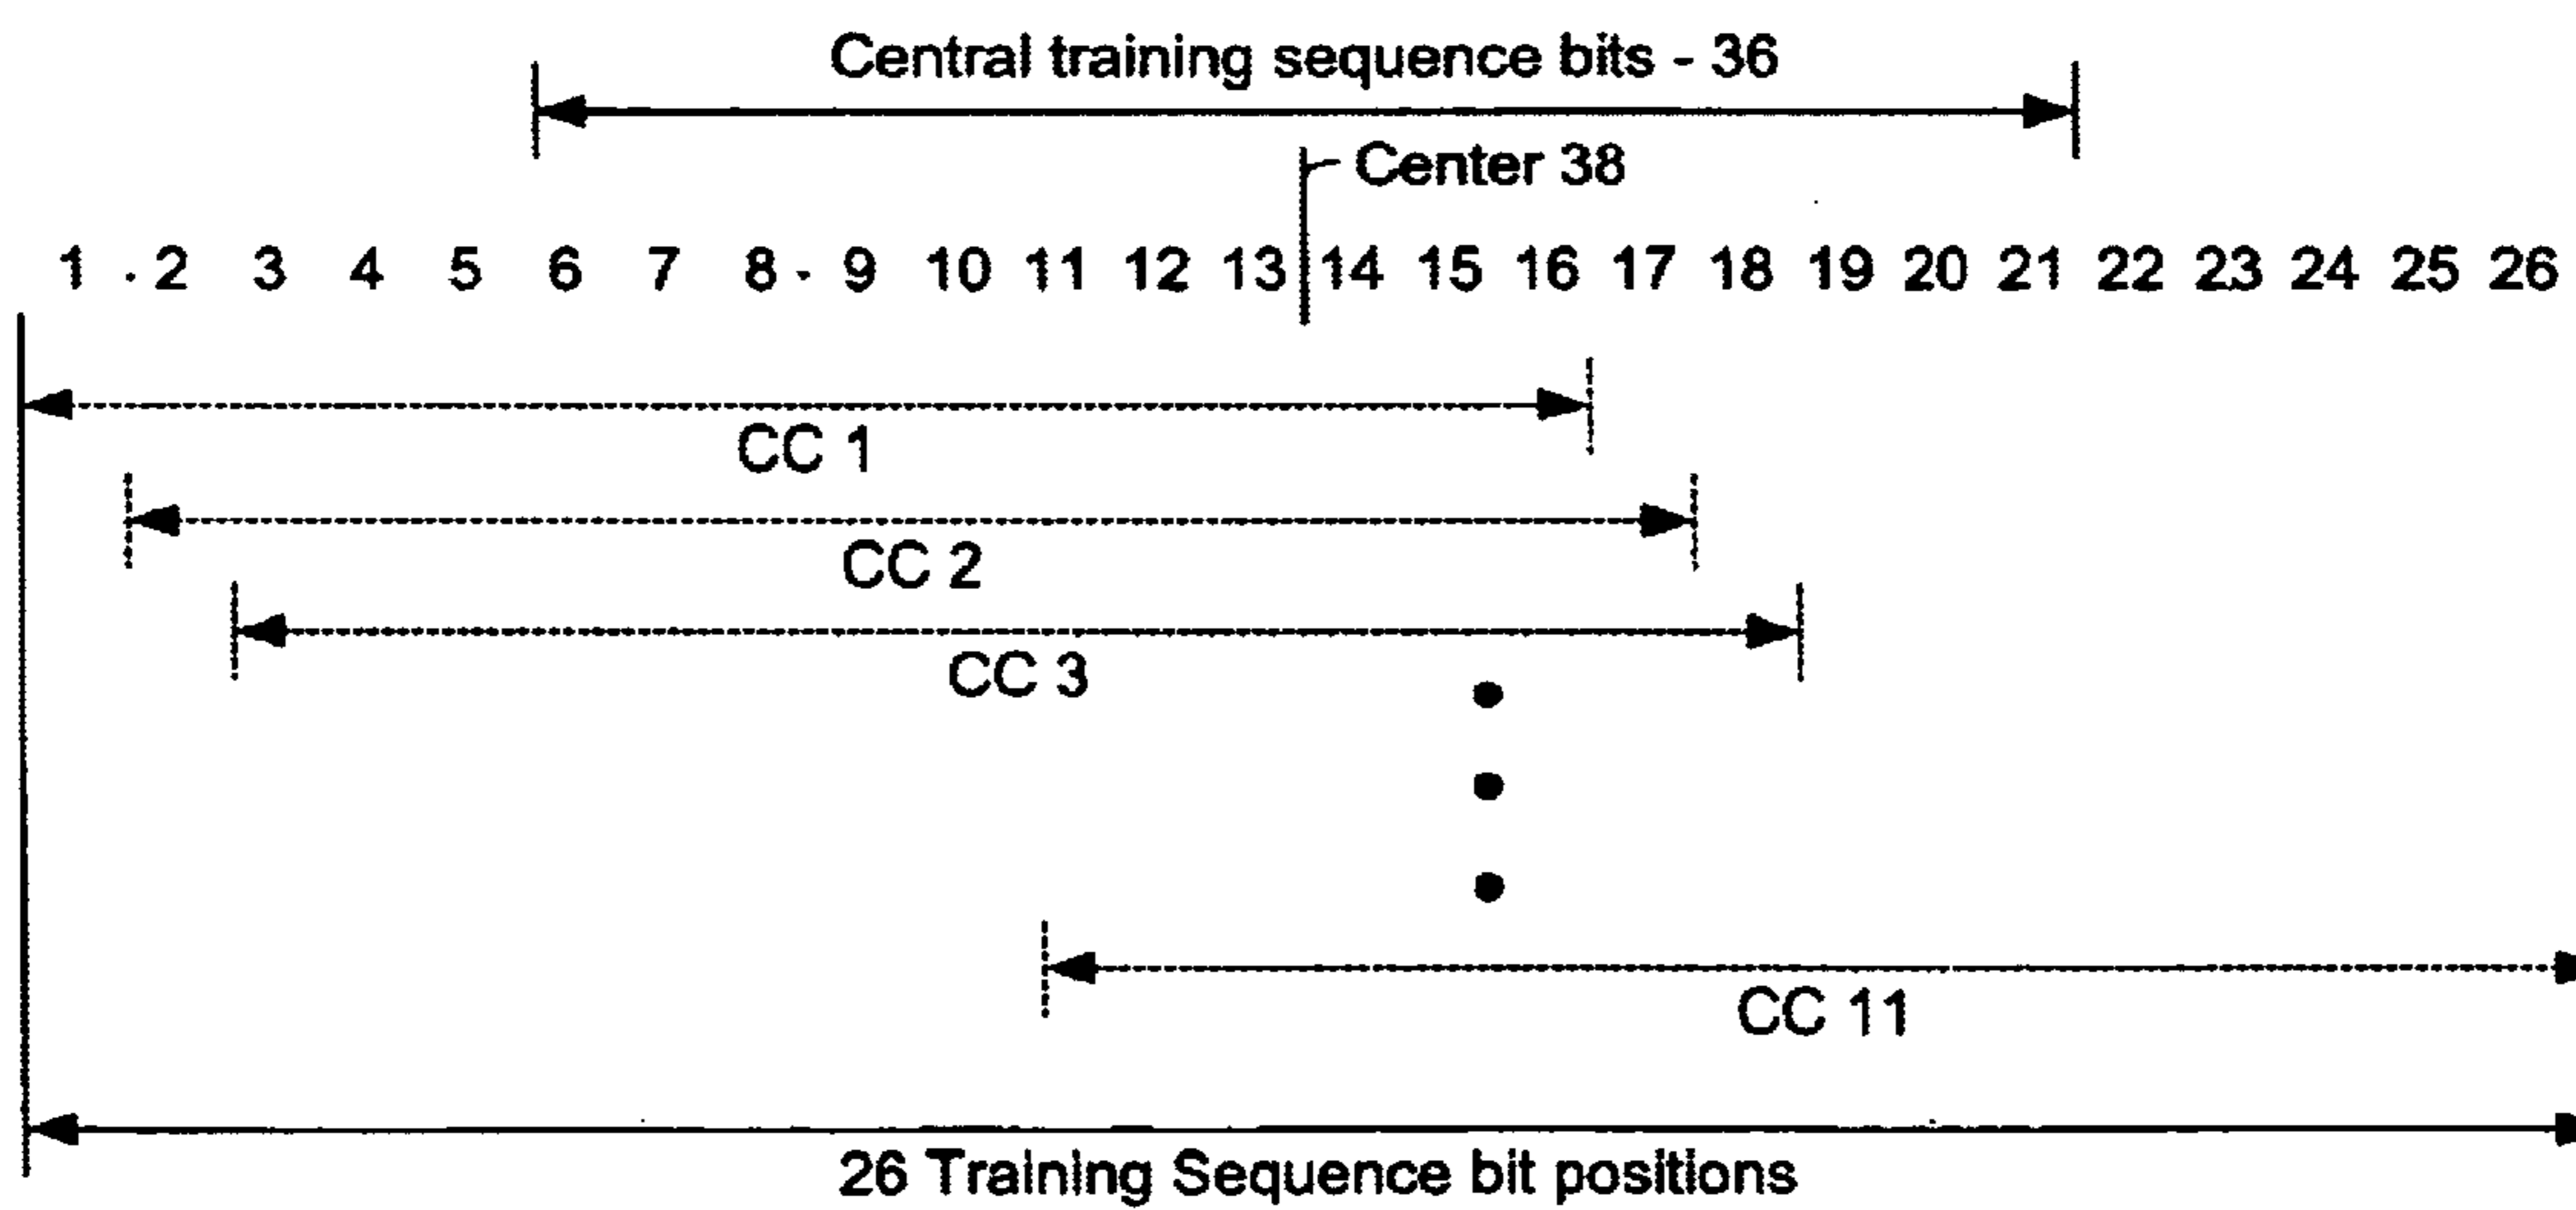 Central training sequence bits - 36
Center 38
1 2 3 4 5 6 7 8 9 10 11 12 13 14 15 16 17 18 19 20 21 22 23 24 25 26
CC 1
CC 2
CC 3
CC 11
26 Training Sequence bit positions